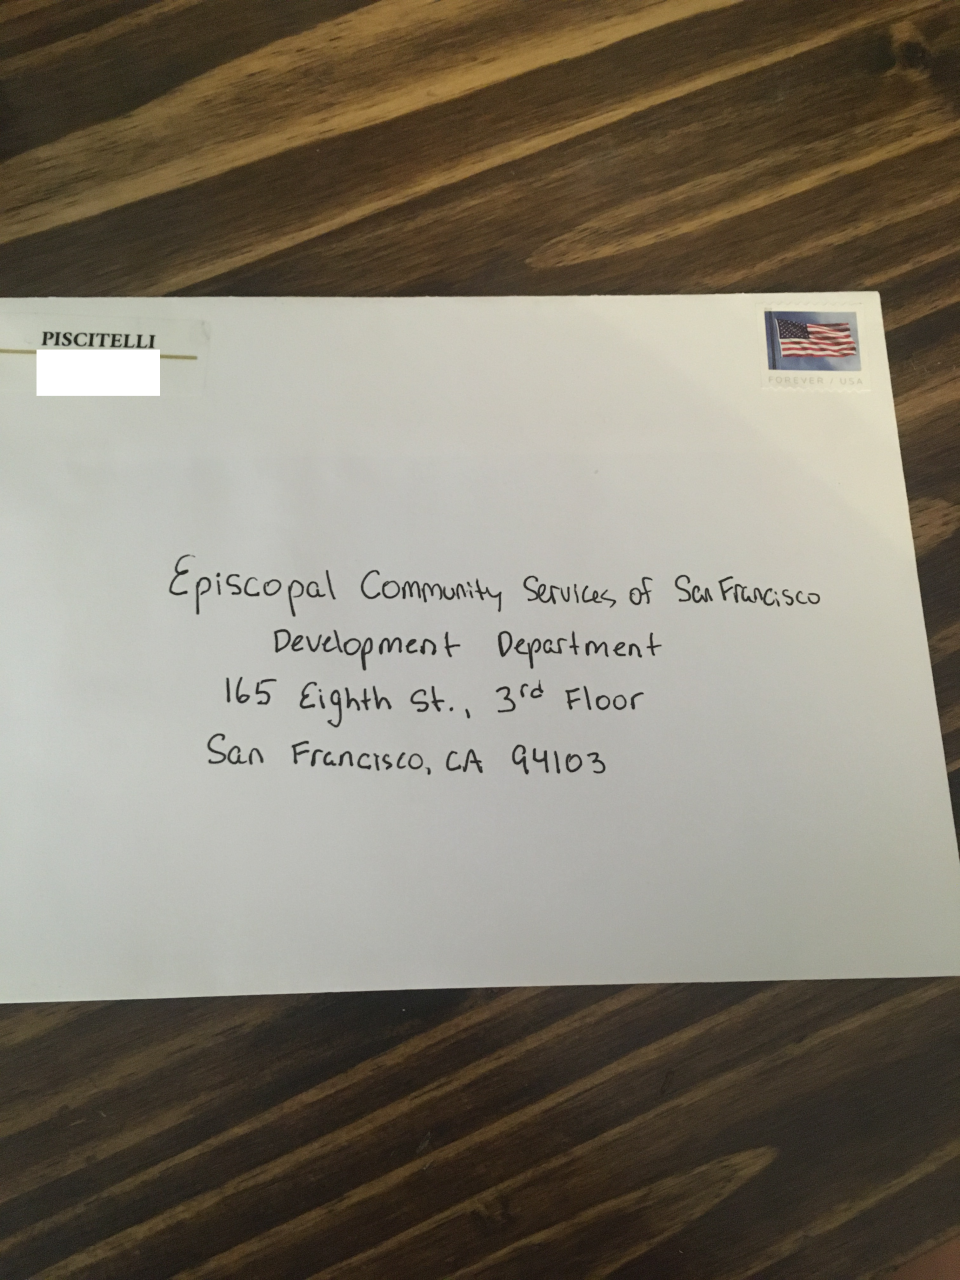 PISCITELLI
FOREVER / USA
Episcopal Community Services of San Francisco
Development Department
165 Eighth St., 3rd Floor
San Francisco, CA 94103